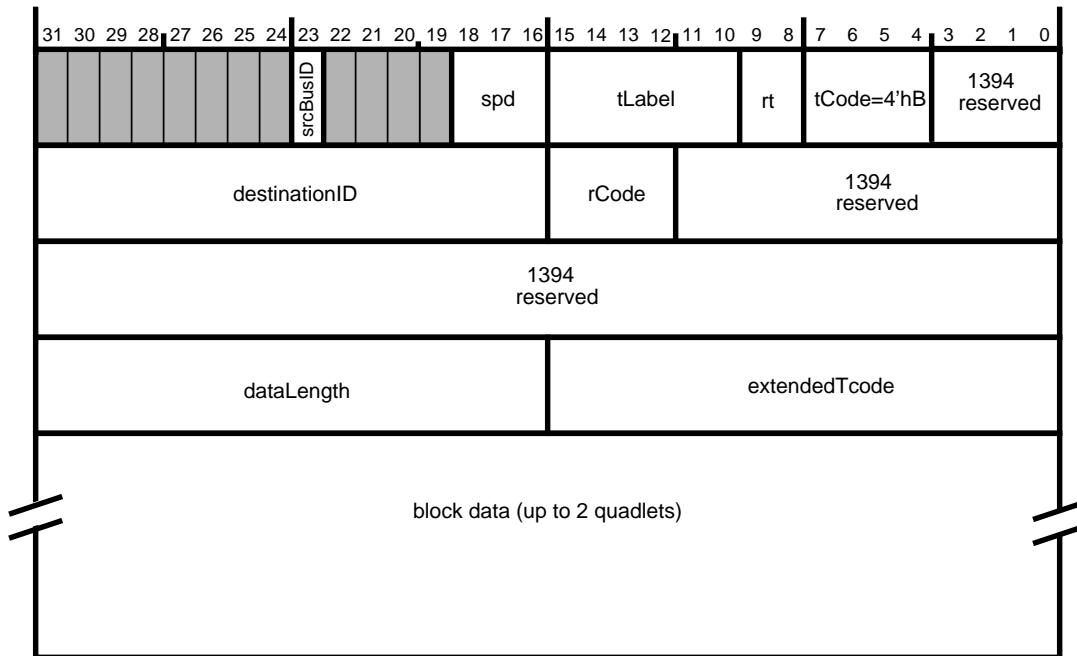 31 30 29 28 27 26 25 24 23 22 21 20 19 18 17 16 15 14 13 12 11 10 9 8 7 6 5 4 3 2 1 0
srcBusID spd tLabel rt tCode=4'hB 1394
reserved
destinationID rCode 1394
reserved
1394
reserved
dataLength extendedTcode
block data (up to 2 quadlets)